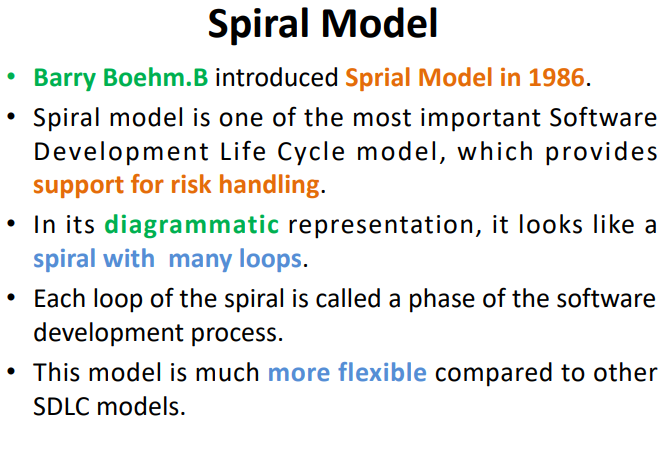 Spiral Model
• Barry Boehm.B introduced Sprial Model in 1986.
• Spiral model is one of the most important Software
Development Life Cycle model, which provides
support for risk handling.
• In its diagrammatic representation, it looks like a
spiral with many loops.
• Each loop of the spiral is called a phase of the software
development process.
• This model is much more flexible compared to other
SDLC models.